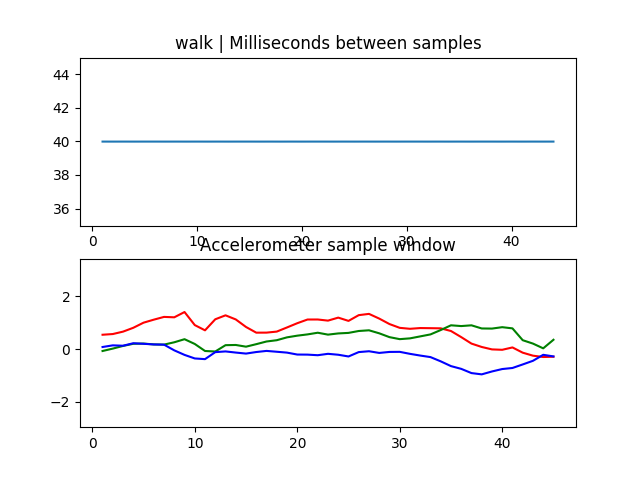 walk | Milliseconds between samples
44
42
40
38
36
0 10 20 30 40
Accelerometer sample window
2
0
−2
0 10 20 30 40